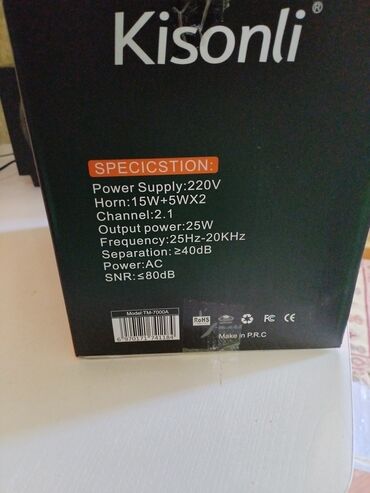 Kisonli®
SPECICSTION:
Power Supply:220V
Horn:15W+5WX2
Channel:2.1
Output power:25W
Frequency:25Hz-20KHz
Separation: ≥40dB
Power:AC
SNR:≤80dB
Model:TM-7000A
RoHS FC CE
Make in P.R.C